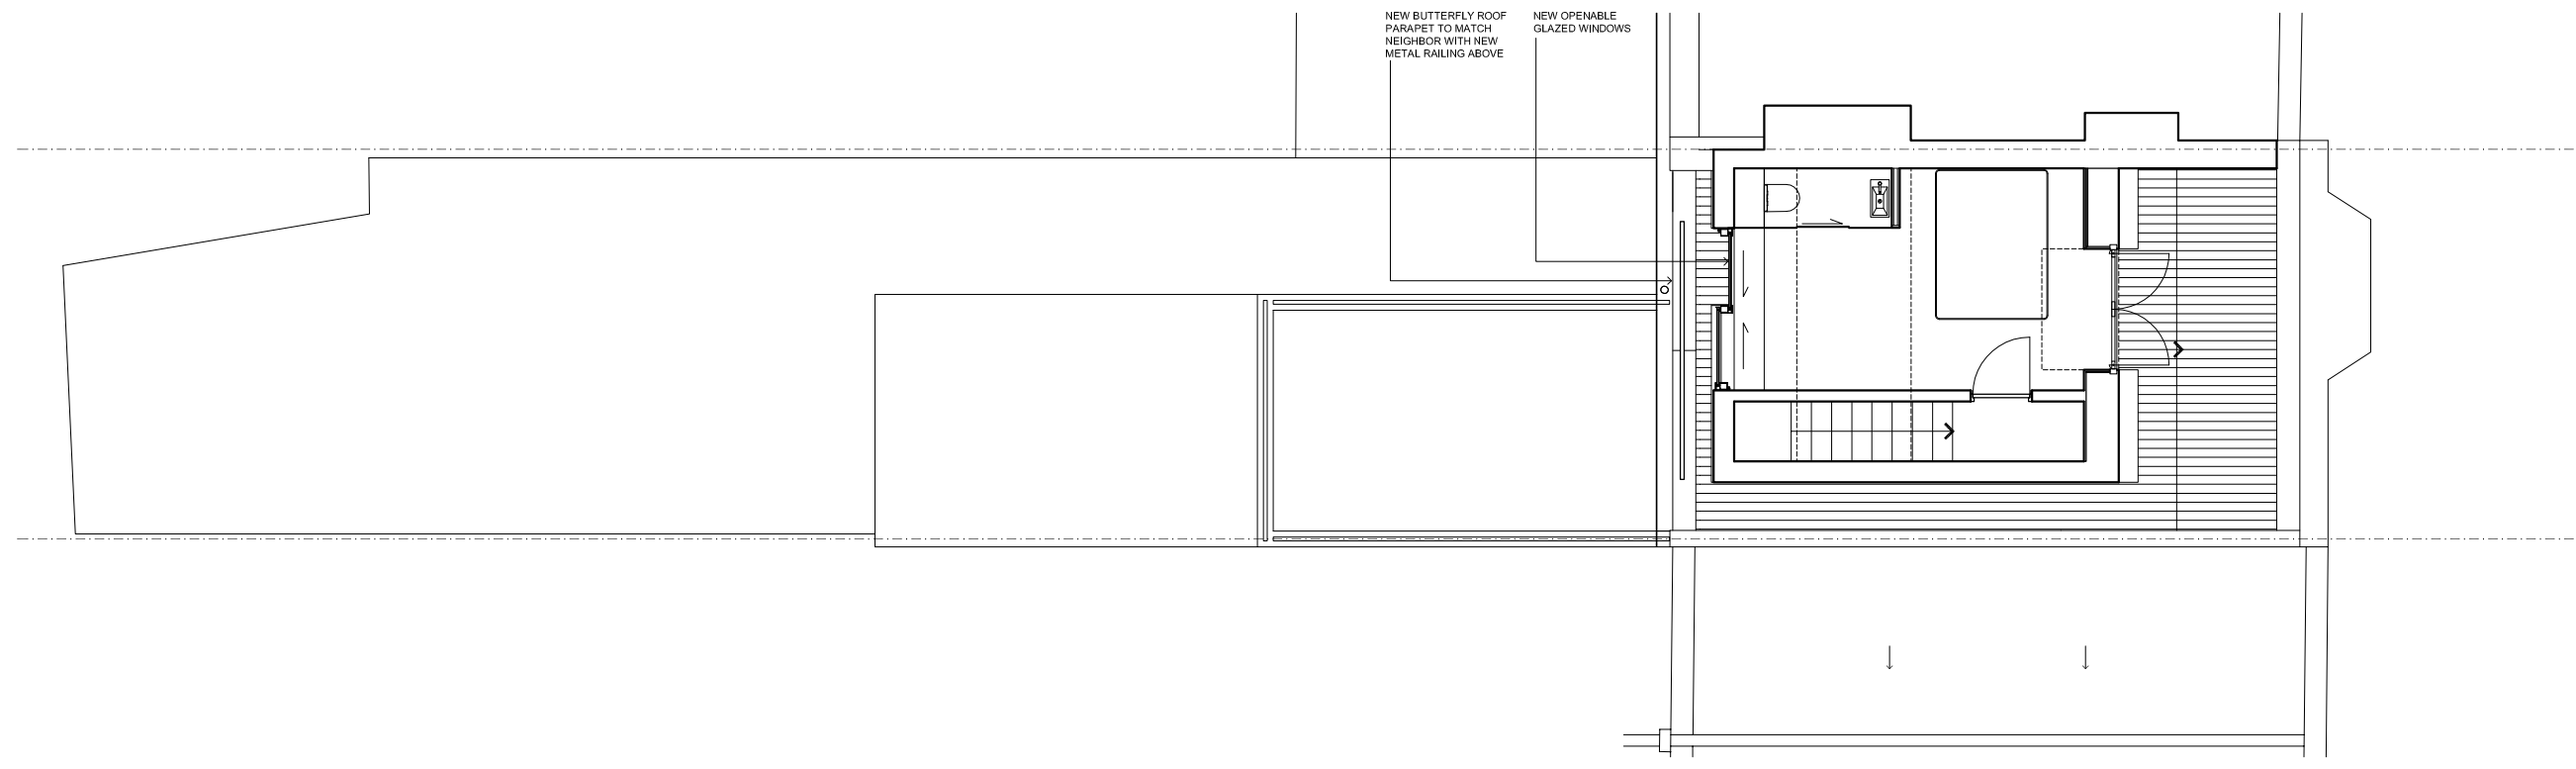 NEW BUTTERFLY ROOF
PARAPET TO MATCH
NEIGHBOR WITH NEW
METAL RAILING ABOVE
NEW OPENABLE
GLAZED WINDOWS